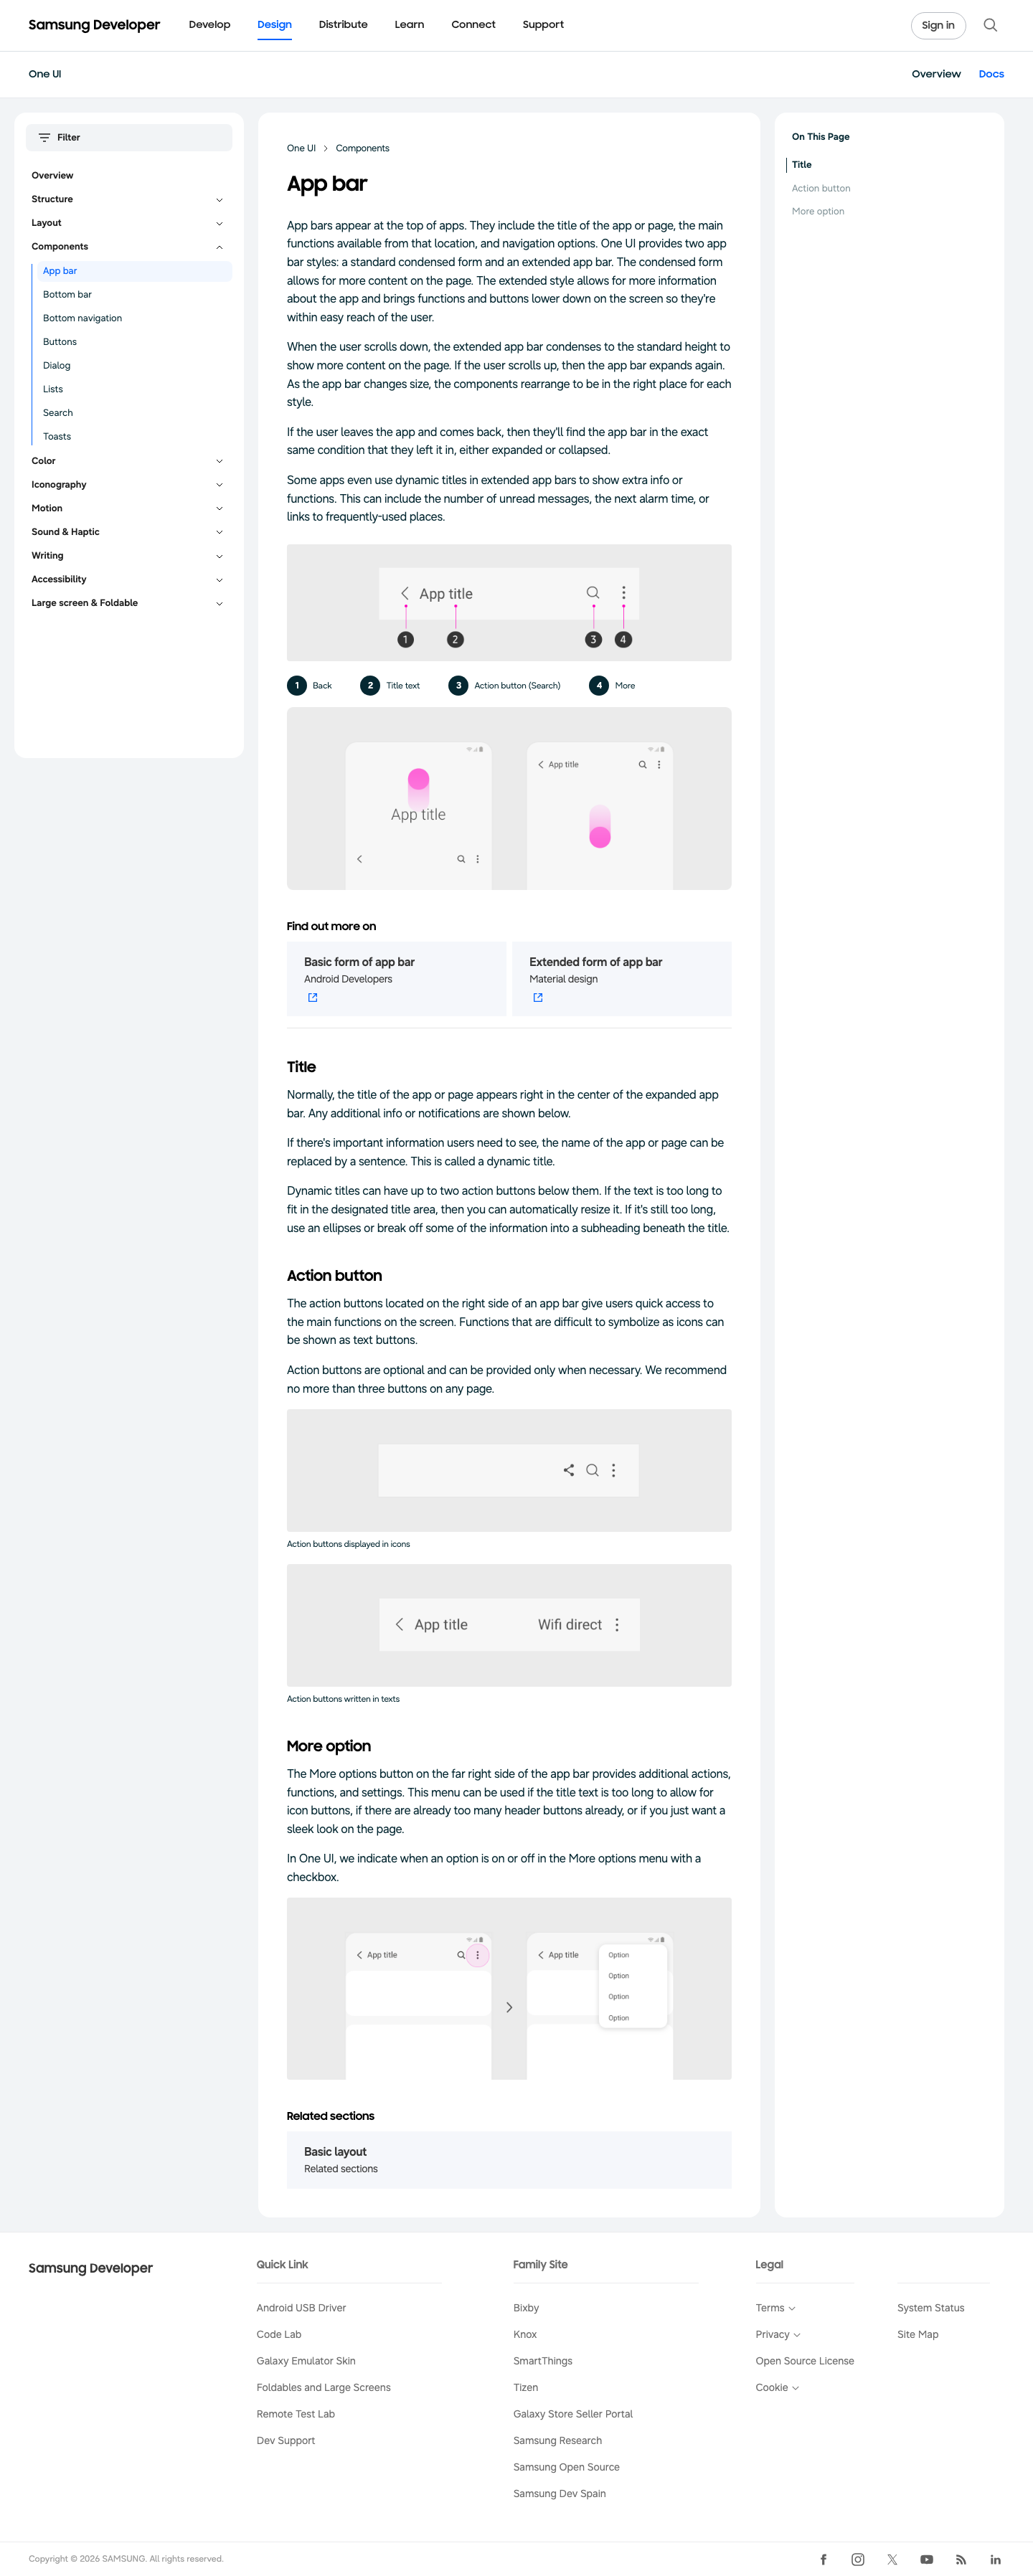 Samsung Developer
Develop
Design
Distribute
Learn
Connect
Support
Sign in
One UI
Overview
Docs
Filter
Overview
Structure
Layout
Components
App bar
Bottom bar
Bottom navigation
Buttons
Dialog
Lists
Search
Toasts
Color
Iconography
Motion
Sound & Haptic
Writing
Accessibility
Large screen & Foldable
One UI
Components
App bar
App bars appear at the top of apps. They include the title of the app or page, the main
functions available from that location, and navigation options. One UI provides two app
bar styles: a standard condensed form and an extended app bar. The condensed form
allows for more content on the page. The extended style allows for more information
about the app and brings functions and buttons lower down on the screen so they're
within easy reach of the user.
When the user scrolls down, the extended app bar condenses to the standard height to
show more content on the page. If the user scrolls up, then the app bar expands again.
As the app bar changes size, the components rearrange to be in the right place for each
style.
If the user leaves the app and comes back, then they'll find the app bar in the exact
same condition that they left it in, either expanded or collapsed.
Some apps even use dynamic titles in extended app bars to show extra info or
functions. This can include the number of unread messages, the next alarm time, or
links to frequently-used places.
App title
1
2
3
4
1 Back
2 Title text
3 Action button (Search)
4 More
App title
App title
Find out more on
Basic form of app bar
Android Developers
Extended form of app bar
Material design
Title
Normally, the title of the app or page appears right in the center of the expanded app
bar. Any additional info or notifications are shown below.
If there's important information users need to see, the name of the app or page can be
replaced by a sentence. This is called a dynamic title.
Dynamic titles can have up to two action buttons below them. If the text is too long to
fit in the designated title area, then you can automatically resize it. If it's still too long,
use an ellipses or break off some of the information into a subheading beneath the title.
Action button
The action buttons located on the right side of an app bar give users quick access to
the main functions on the screen. Functions that are difficult to symbolize as icons can
be shown as text buttons.
Action buttons are optional and can be provided only when necessary. We recommend
no more than three buttons on any page.
Action buttons displayed in icons
App title
Wifi direct
Action buttons written in texts
More option
The More options button on the far right side of the app bar provides additional actions,
functions, and settings. This menu can be used if the title text is too long to allow for
icon buttons, if there are already too many header buttons already, or if you just want a
sleek look on the page.
In One UI, we indicate when an option is on or off in the More options menu with a
checkbox.
App title
App title
Option
Option
Option
Option
Related sections
Basic layout
Related sections
On This Page
Title
Action button
More option
Samsung Developer
Quick Link
Android USB Driver
Code Lab
Galaxy Emulator Skin
Foldables and Large Screens
Remote Test Lab
Dev Support
Family Site
Bixby
Knox
SmartThings
Tizen
Galaxy Store Seller Portal
Samsung Research
Samsung Open Source
Samsung Dev Spain
Legal
Terms
Privacy
Open Source License
Cookie
System Status
Site Map
Copyright © 2026 SAMSUNG. All rights reserved.